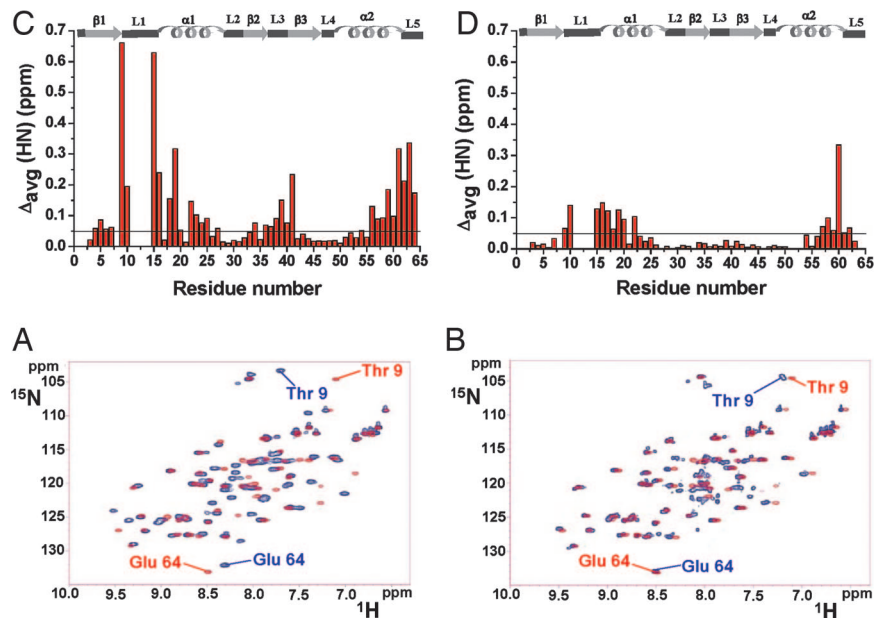 C
β1 L1 α1 L2 β2 L3 β3 L4 α2 L5
Δavg (HN) (ppm)
0.7
0.6
0.5
0.4
0.3
0.2
0.1
0.0
0 5 10 15 20 25 30 35 40 45 50 55 60 65
Residue number
D
β1 L1 α1 L2 β2 L3 β3 L4 α2 L5
Δavg (HN) (ppm)
0.7
0.6
0.5
0.4
0.3
0.2
0.1
0.0
0 5 10 15 20 25 30 35 40 45 50 55 60 65
Residue number
A
ppm
15N
105
110
115
120
125
130
Thr 9
Thr 9
Glu 64
Glu 64
10.0 9.5 9.0 8.5 8.0 7.5 7.0 ppm
1H
B
ppm
15N
105
110
115
120
125
130
Thr 9
Thr 9
Glu 64
Glu 64
10.0 9.5 9.0 8.5 8.0 7.5 7.0 ppm
1H